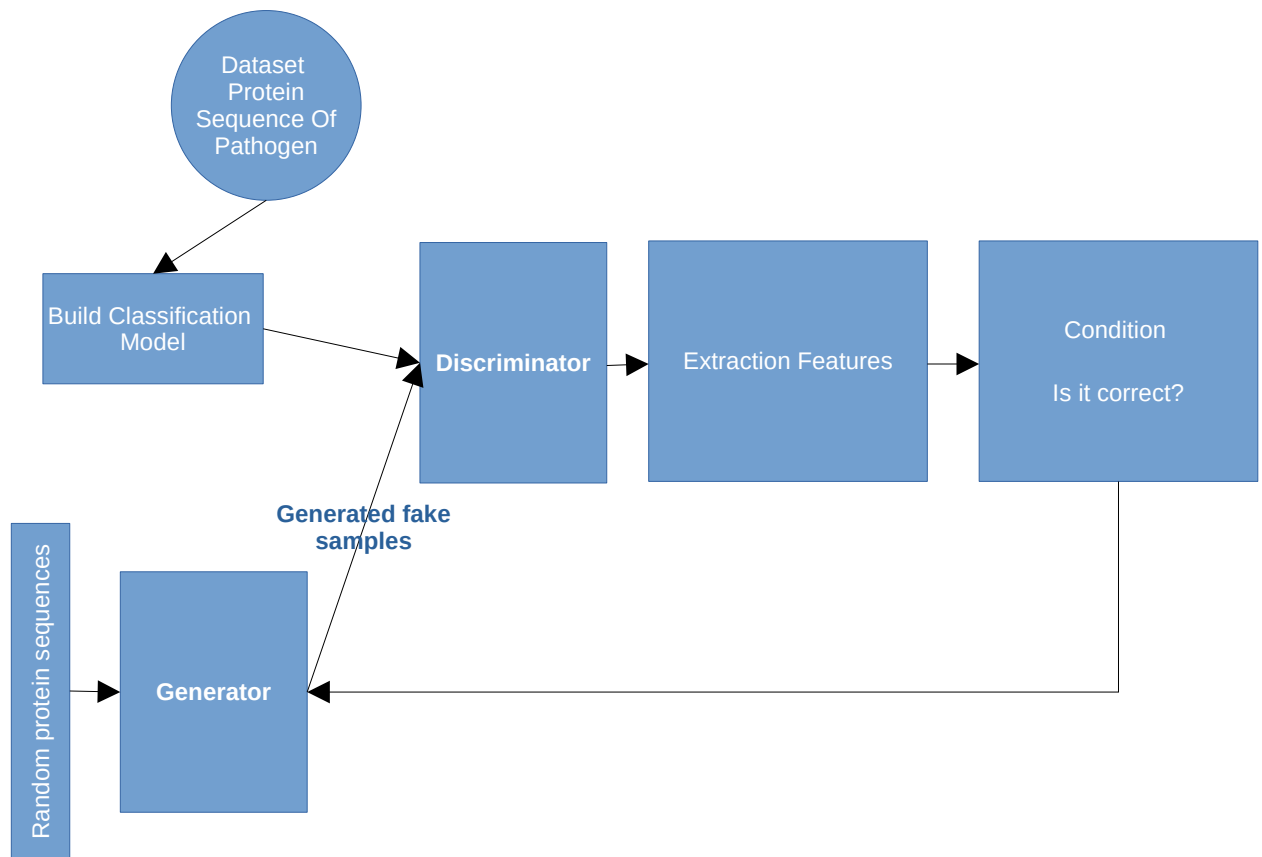 Dataset
Protein
Sequence Of
Pathogen
Build Classification
Model
Discriminator
Extraction Features
Condition
Is it correct?
Generated fake
samples
Random protein sequences
Generator